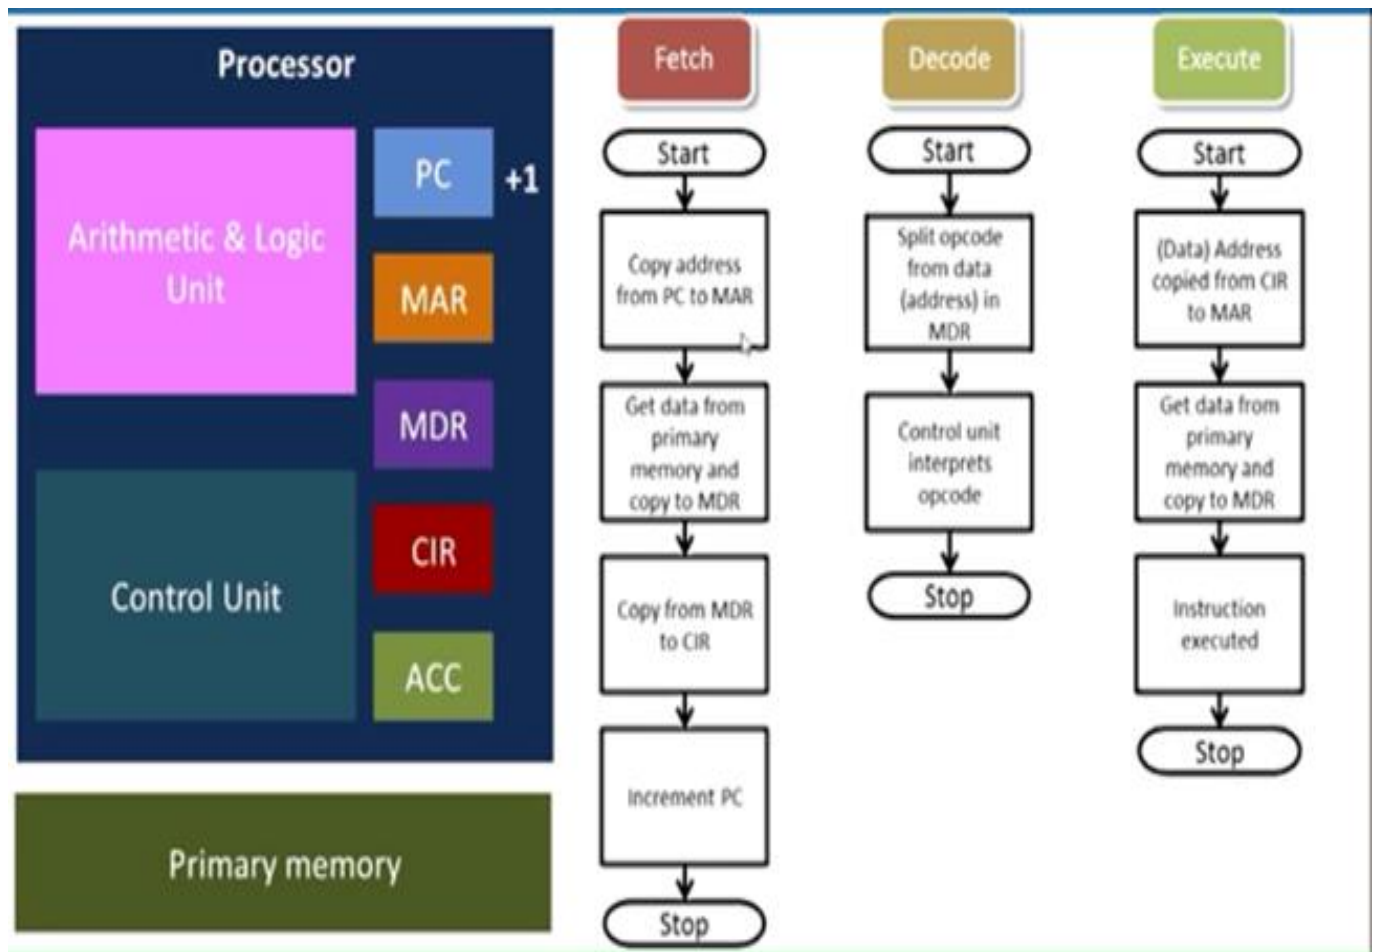 Processor
Arithmetic & Logic
Unit
Control Unit
PC
+1
MAR
MDR
CIR
ACC
Primary memory
Fetch
Start
Copy address
from PC to MAR
Get data from
primary
memory and
copy to MDR
Copy from MDR
to CIR
Increment PC
Stop
Decode
Start
Split opcode
from data
(address) in
MDR
Control unit
interprets
opcode
Stop
Execute
Start
(Data) Address
copied from CIR
to MAR
Get data from
primary
memory and
copy to MDR
Instruction
executed
Stop